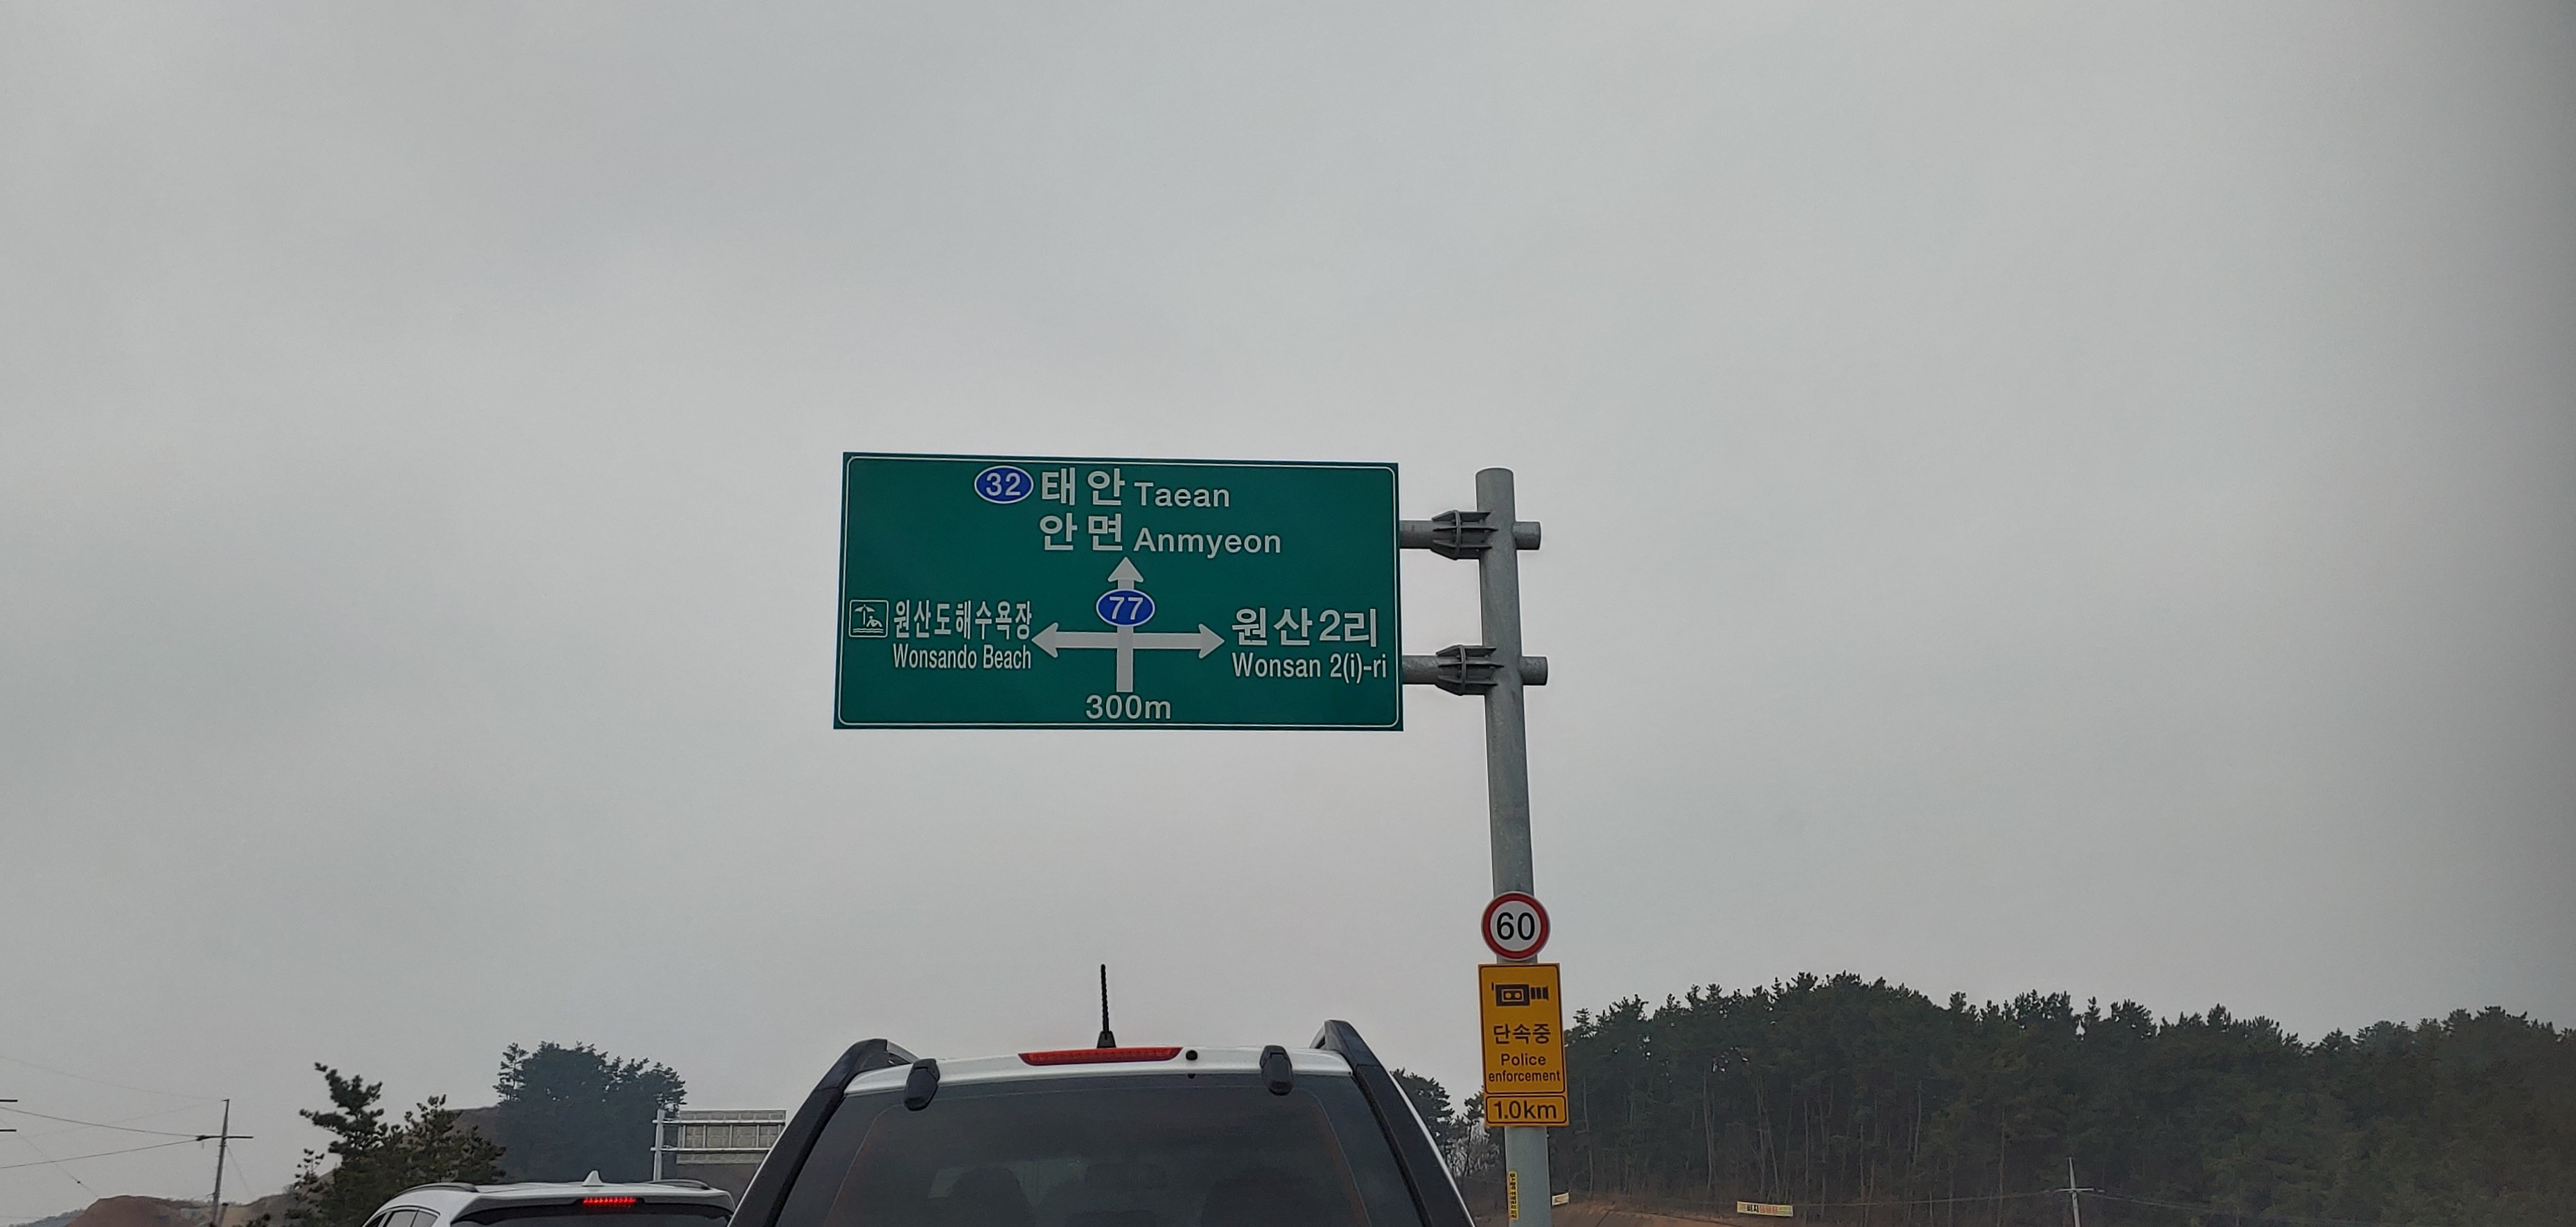 32 태안 Taean
안면 Anmyeon
77
원산도해수욕장
Wonsando Beach
원산2리
Wonsan 2(i)-ri
300m
60
단속중
Police
enforcement
1.0km